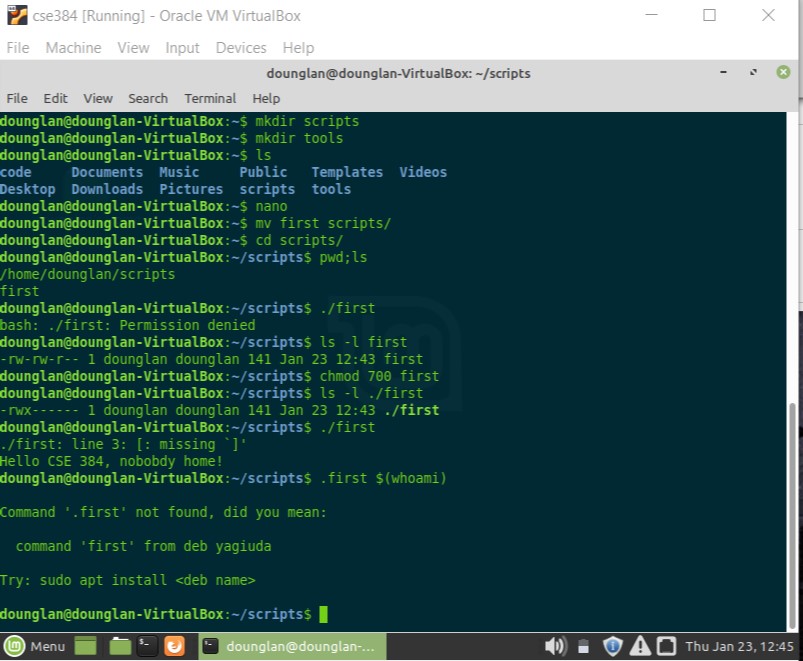 cse384 [Running] - Oracle VM VirtualBox
File Machine View Input Devices Help
dounglan@dounglan-VirtualBox: ~/scripts
File Edit View Search Terminal Help
dounglan@dounglan-VirtualBox:~$ mkdir scripts
dounglan@dounglan-VirtualBox:~$ mkdir tools
dounglan@dounglan-VirtualBox:~$ ls
code Documents Music Public Templates Videos
Desktop Downloads Pictures scripts tools
dounglan@dounglan-VirtualBox:~$ nano
dounglan@dounglan-VirtualBox:~$ mv first scripts/
dounglan@dounglan-VirtualBox:~$ cd scripts/
dounglan@dounglan-VirtualBox:~/scripts$ pwd;ls
/home/dounglan/scripts
first
dounglan@dounglan-VirtualBox:~/scripts$ ./first
bash: ./first: Permission denied
dounglan@dounglan-VirtualBox:~/scripts$ ls -l first
-rw-rw-r-- 1 dounglan dounglan 141 Jan 23 12:43 first
dounglan@dounglan-VirtualBox:~/scripts$ chmod 700 first
dounglan@dounglan-VirtualBox:~/scripts$ ls -l ./first
-rwx------ 1 dounglan dounglan 141 Jan 23 12:43 ./first
dounglan@dounglan-VirtualBox:~/scripts$ ./first
./first: line 3: [: missing `]'
Hello CSE 384, nobobdy home!
dounglan@dounglan-VirtualBox:~/scripts$ .first $(whoami)
Command '.first' not found, did you mean:
command 'first' from deb yagiuda
Try: sudo apt install <deb name>
dounglan@dounglan-VirtualBox:~/scripts$
Menu dounglan@dounglan-... Thu Jan 23, 12:45